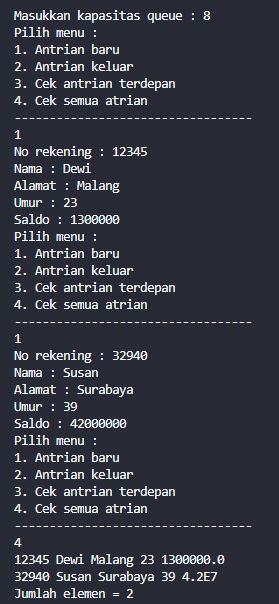 Masukkan kapasitas queue : 8
Pilih menu :
1. Antrian baru
2. Antrian keluar
3. Cek antrian terdepan
4. Cek semua atrian
----------------------------------
1
No rekening : 12345
Nama : Dewi
Alamat : Malang
Umur : 23
Saldo : 1300000
Pilih menu :
1. Antrian baru
2. Antrian keluar
3. Cek antrian terdepan
4. Cek semua atrian
----------------------------------
1
No rekening : 32940
Nama : Susan
Alamat : Surabaya
Umur : 39
Saldo : 42000000
Pilih menu :
1. Antrian baru
2. Antrian keluar
3. Cek antrian terdepan
4. Cek semua atrian
----------------------------------
4
12345 Dewi Malang 23 1300000.0
32940 Susan Surabaya 39 4.2E7
Jumlah elemen = 2